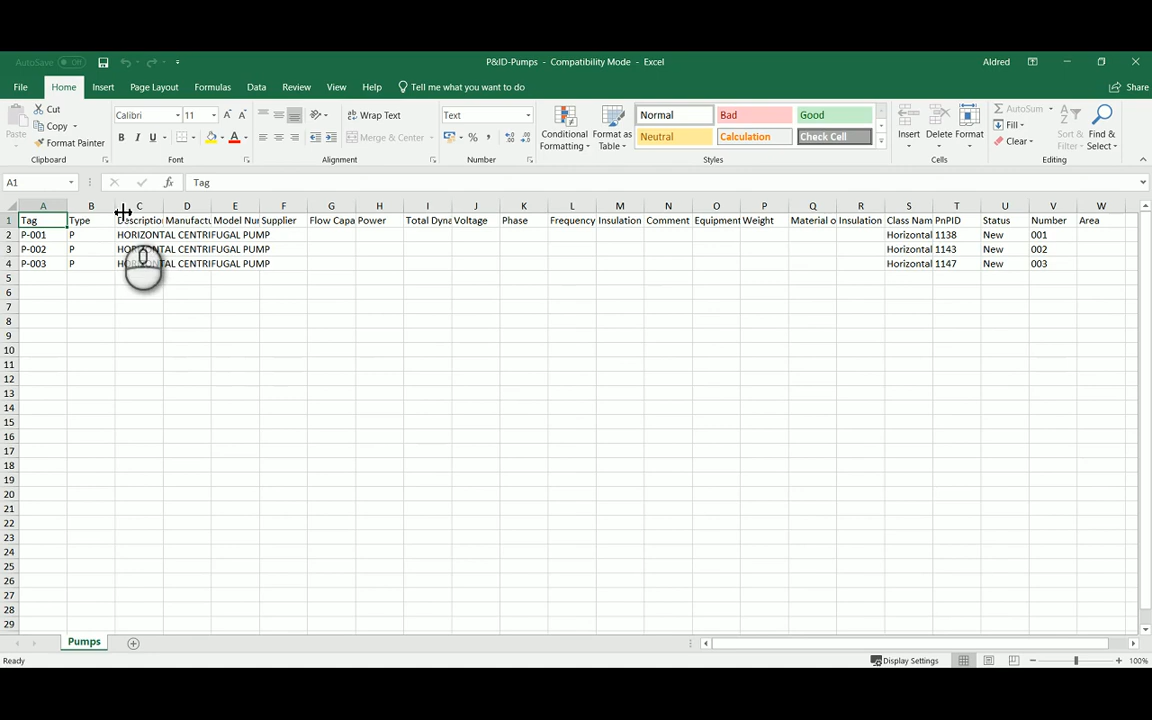 AutoSave Off P&ID-Pumps - Compatibility Mode - Excel Aldred
File Home Insert Page Layout Formulas Data Review View Help Tell me what you want to do Share
Paste Cut Copy Format Painter Clipboard
Calibri 11 B I U A A A Font
Wrap Text Merge & Center Alignment
Text % Number
Conditional Formatting Format as Table Normal Bad Good Neutral Calculation Check Cell Styles
Insert Delete Format Cells
AutoSum Fill Clear Sort & Filter Find & Select Editing
A1 fx Tag
A B C D E F G H I J K L M N O P Q R S T U V W
1 Tag Type Description Manufactu Model Nur Supplier Flow Capa Power Total Dyna Voltage Phase Frequency Insulation Comment Equipment Weight Material o Insulation Class Nam PnPID Status Number Area
2 P-001 P HORIZONTAL CENTRIFUGAL PUMP Horizontal 1138 New 001
3 P-002 P HORIZONTAL CENTRIFUGAL PUMP Horizontal 1143 New 002
4 P-003 P HORIZONTAL CENTRIFUGAL PUMP Horizontal 1147 New 003
5
6
7
8
9
10
11
12
13
14
15
16
17
18
19
20
21
22
23
24
25
26
27
28
29
Pumps
Ready Display Settings 100%